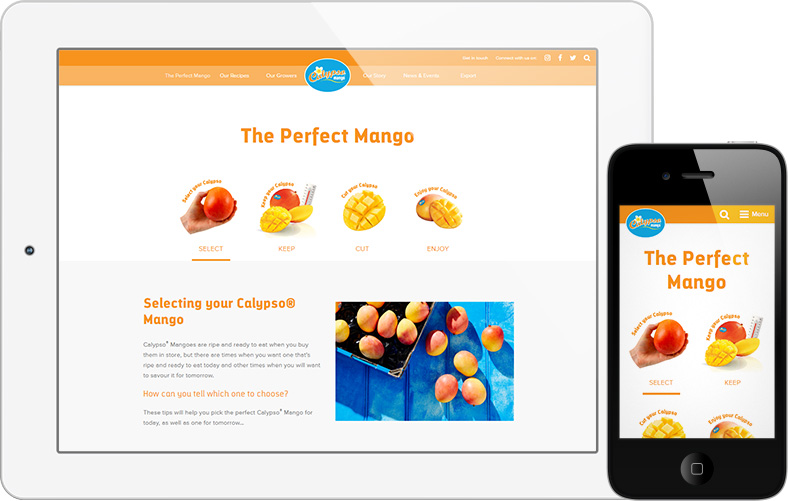 Get in touch Connect with us on:
The Perfect Mango Our Recipes Our Growers Calypso mango Our Story News & Events Export
The Perfect Mango
Select your Calypso Keep your Calypso Cut your Calypso Enjoy your Calypso
SELECT KEEP CUT ENJOY
Selecting your Calypso®
Mango
Calypso® Mangoes are ripe and ready to eat when you buy
them in store, but there are times when you want one that's
ripe and ready to eat today and other times when you will want
to savour it for tomorrow.
How can you tell which one to choose?
These tips will help you pick the perfect Calypso® Mango for
today, as well as one for tomorrow...
Calypso mango Menu
The Perfect
Mango
Select your Calypso Keep your Calypso
SELECT KEEP
Cut your Calypso Enjoy your Calypso